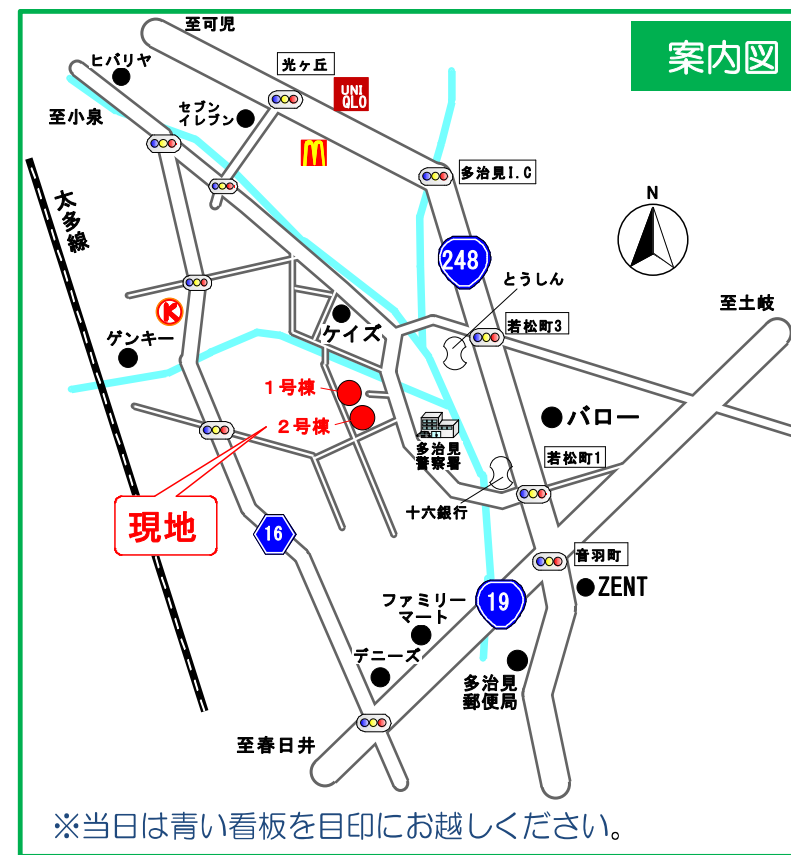 案内図
至可児
ヒバリヤ
光ヶ丘
UNI
QLO
至小泉
セブン
イレブン
M
多治見I.C
N
太多線
248
とうしん
至土岐
K
若松町3
ケイズ
ゲンキー
1号棟
2号棟
バロー
多治見
警察署
若松町1
十六銀行
現地
16
音羽町
ZENT
19
ファミリー
マート
デニーズ
多治見
郵便局
至春日井
※当日は青い看板を目印にお越しください。